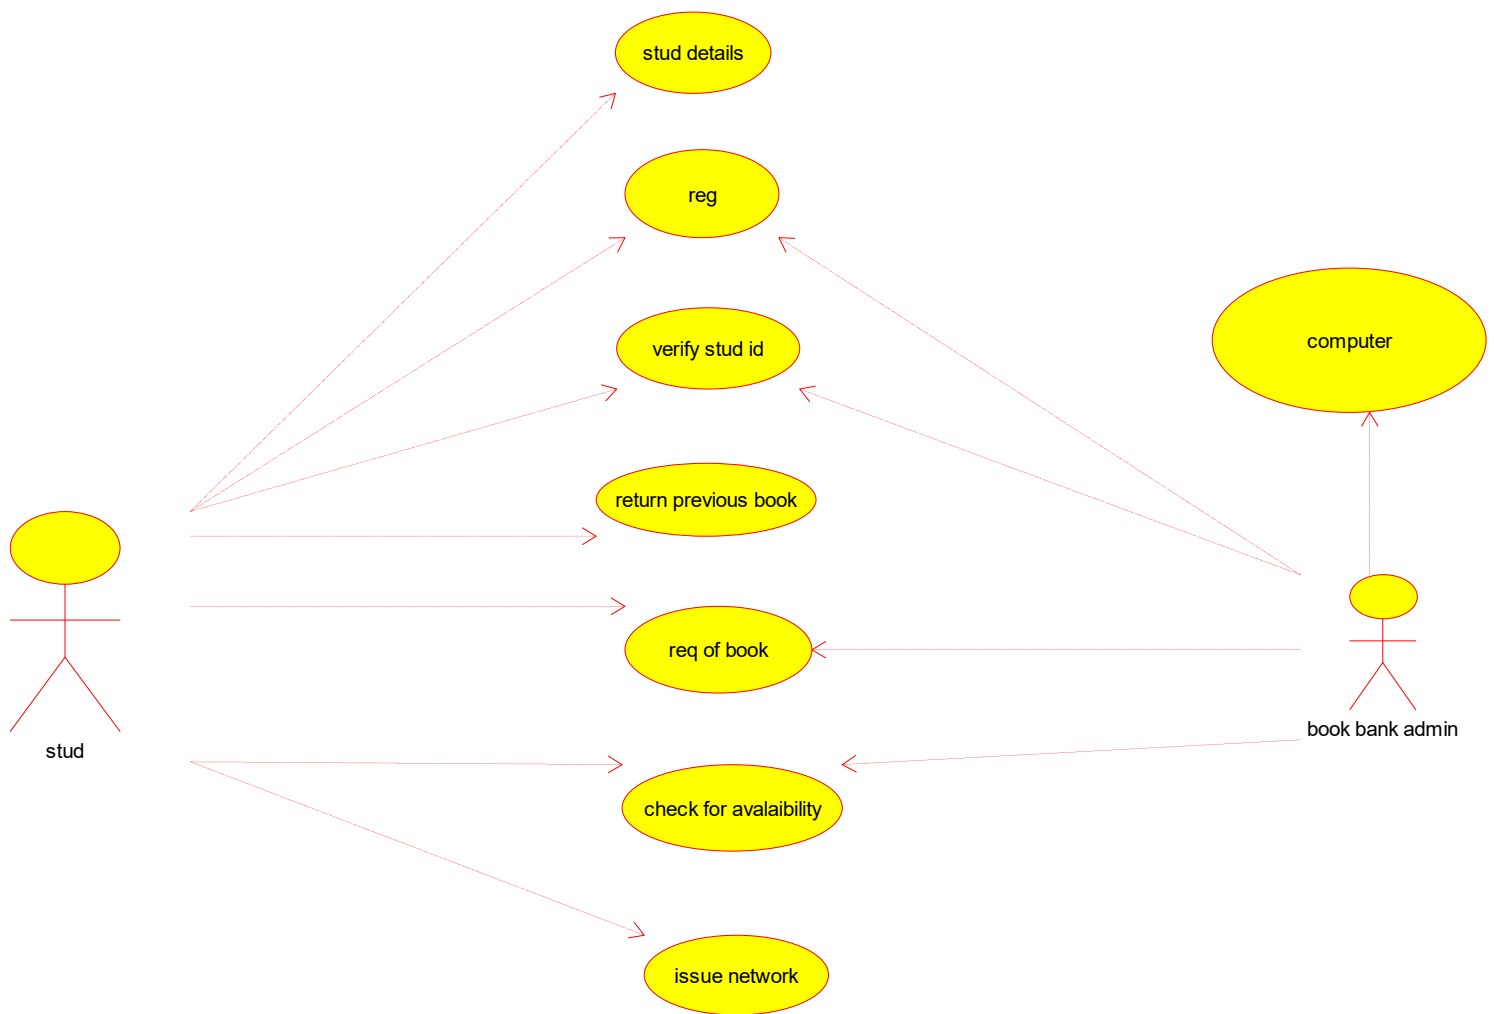 stud details
reg
verify stud id
computer
return previous book
req of book
book bank admin
stud
check for avalaibility
issue network